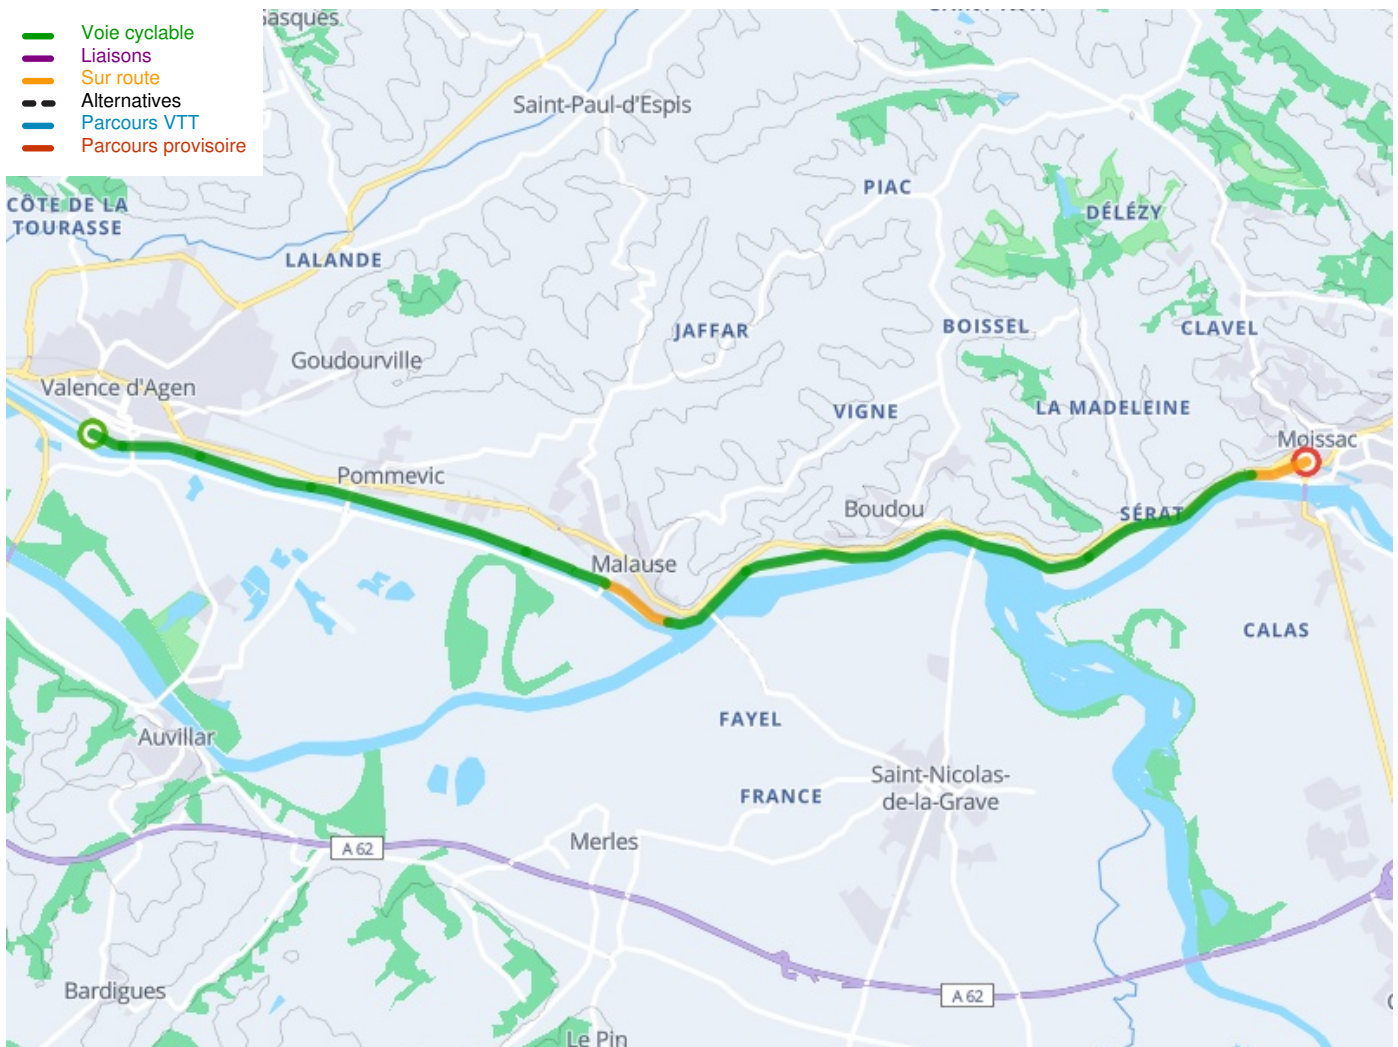 Voie cyclable
Liaisons
Sur route
Alternatives
Parcours VTT
Parcours provisoire
Gasques
Saint-Paul-d'Espis
PIAC
CÔTE DE LA
TOURASSE
DÉLÉZY
LALANDE
JAFFAR
BOISSEL
CLAVEL
Goudourville
Valence d'Agen
VIGNE
LA MADELEINE
Moissac
Pommevic
Boudou
SÉRAT
Malause
CALAS
FAYEL
Auvillar
Saint-Nicolas-
de-la-Grave
FRANCE
Merles
A 62
Bardigues
A 62
Le Pin